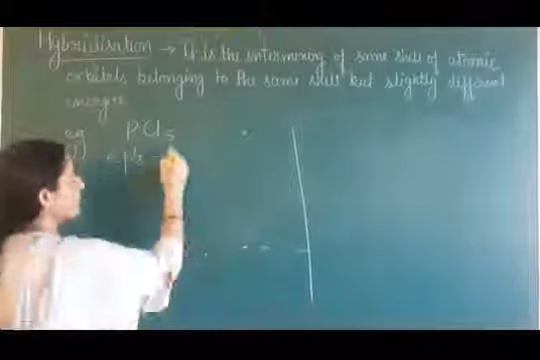 Hybridisation → It is the intermixing of same shell of atomic
orbitals belonging to the same shell but slightly different
energies
eg PCl5